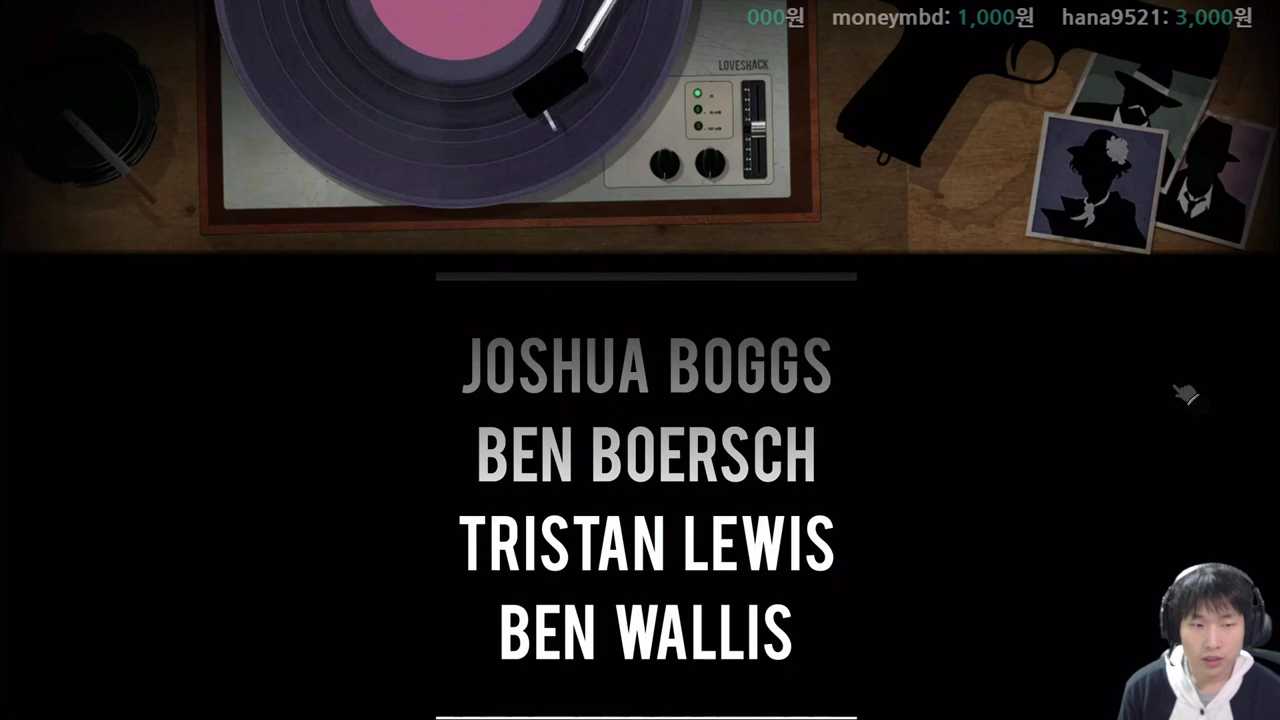 000원 moneymbd: 1,000원 hana9521: 3,000원
LOVESHACK
JOSHUA BOGGS
BEN BOERSCH
TRISTAN LEWIS
BEN WALLIS